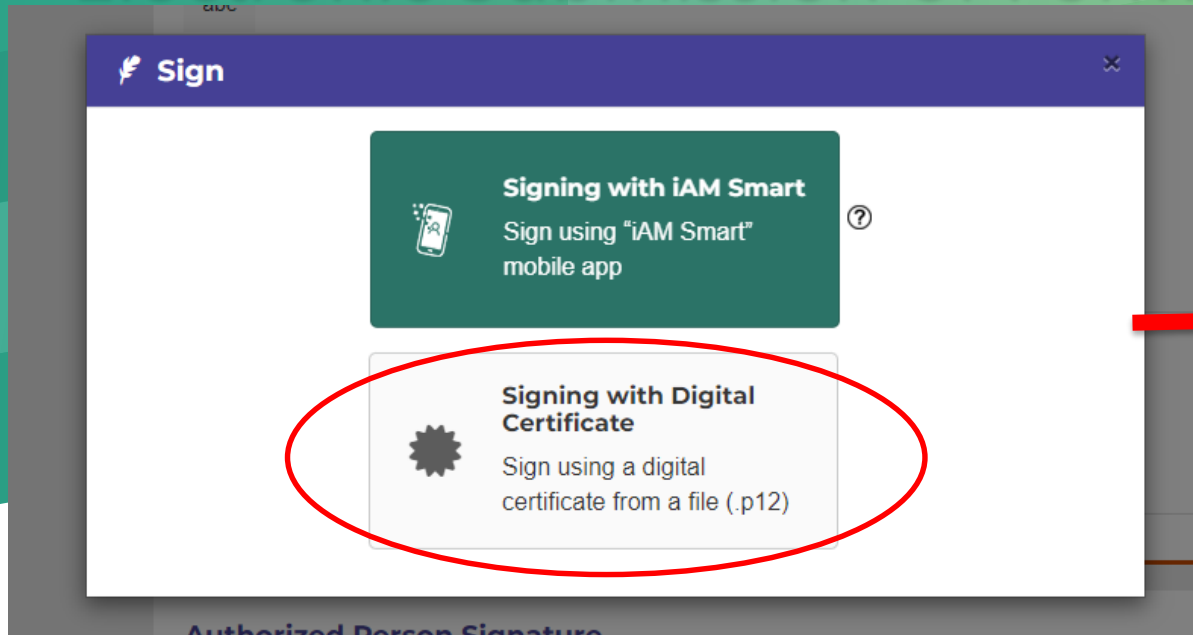 abc
Sign
Signing with iAM Smart
Sign using "iAM Smart"
mobile app
Signing with Digital
Certificate
Sign using a digital
certificate from a file (.p12)
Authorized Person Signature